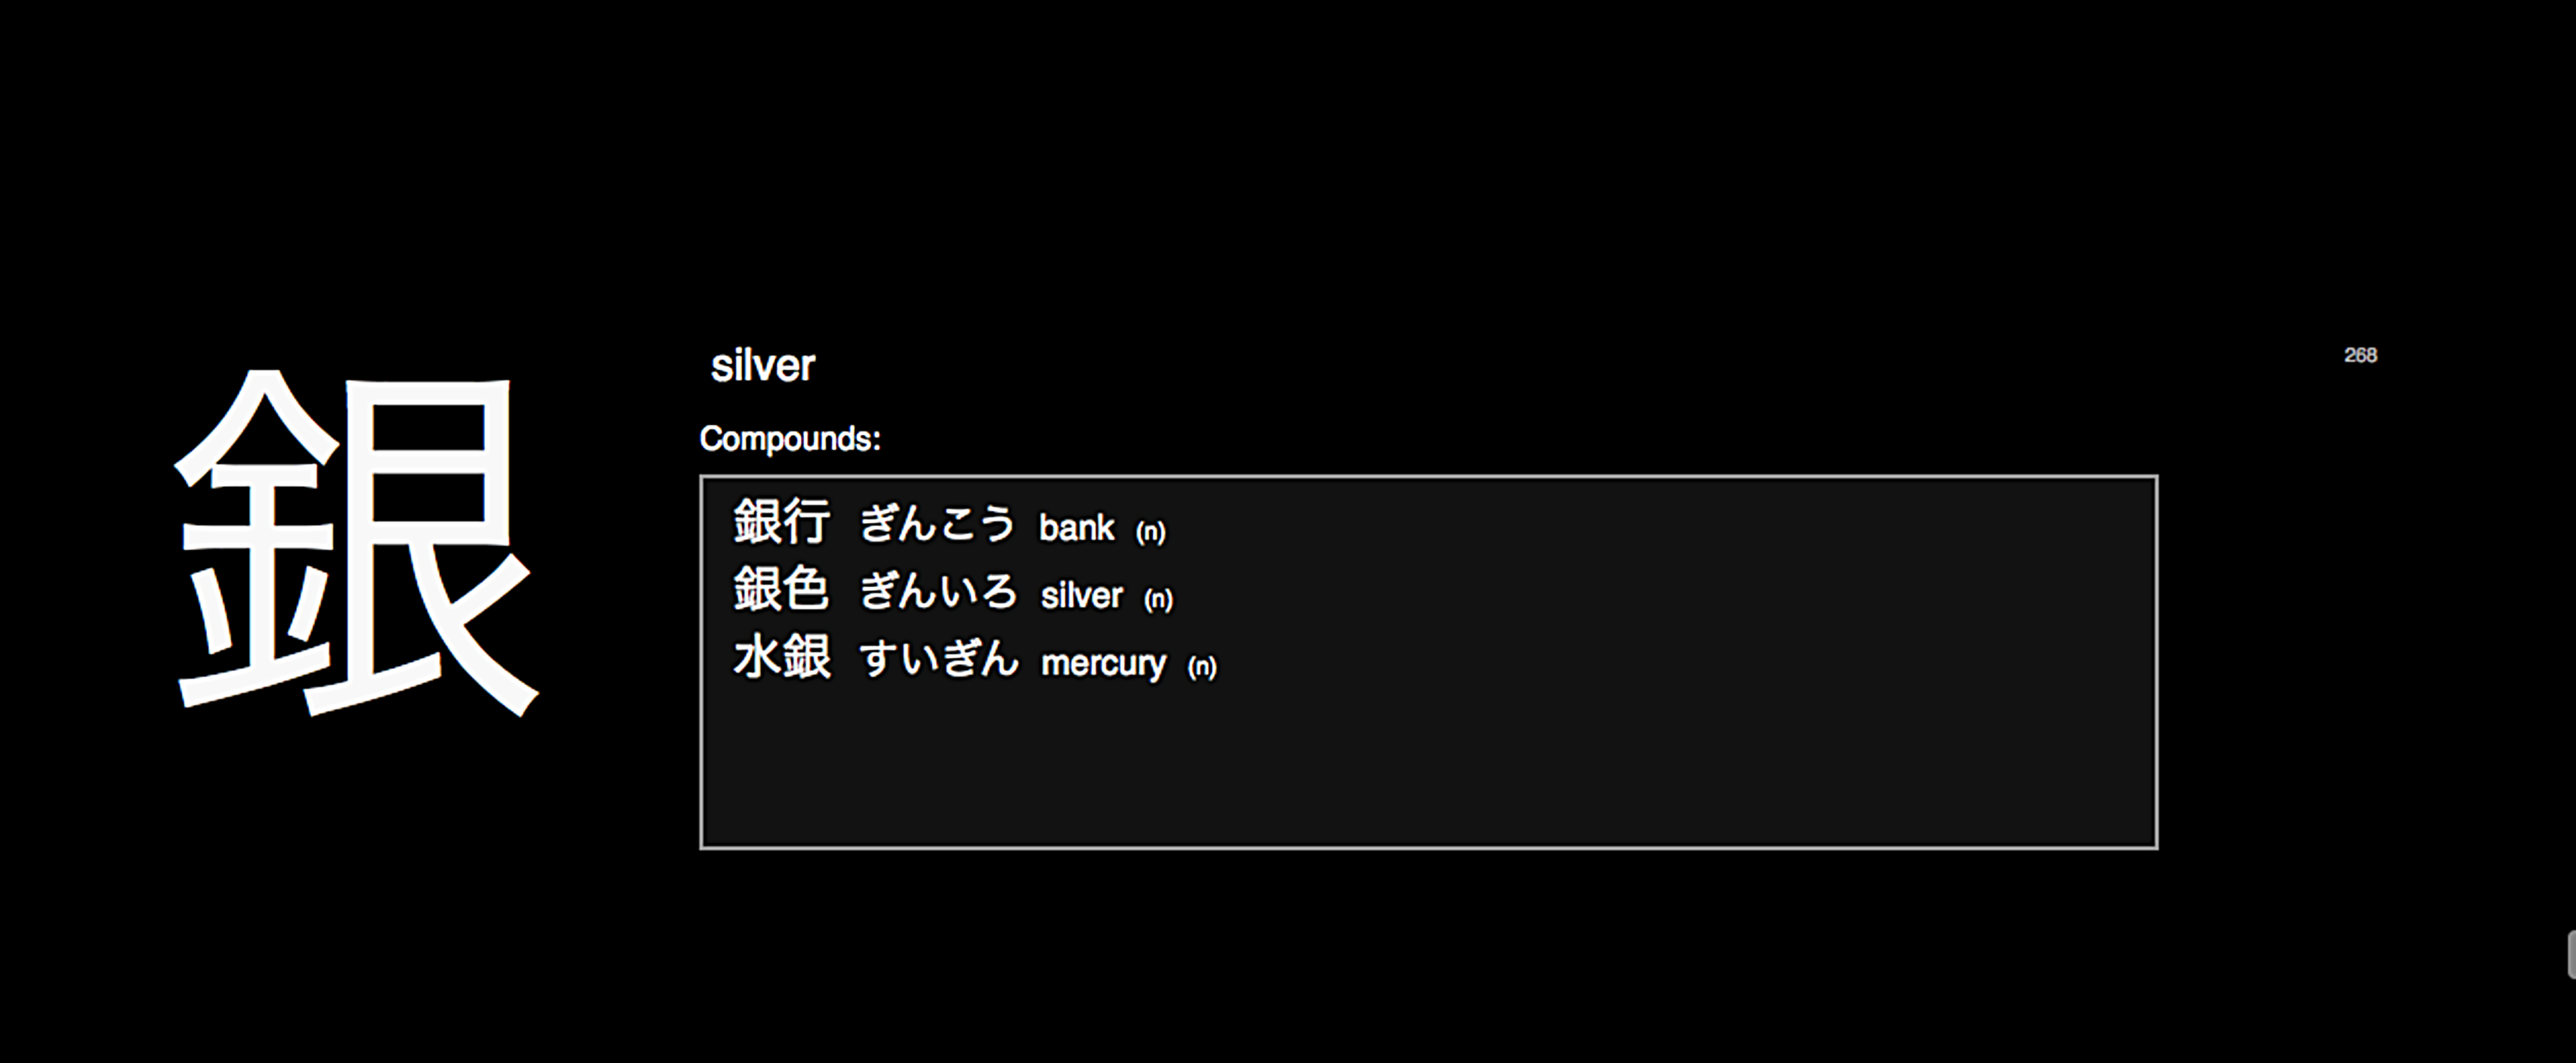 銀
silver
268
Compounds:
銀行 ぎんこう bank (n)
銀色 ぎんいろ silver (n)
水銀 すいぎん mercury (n)